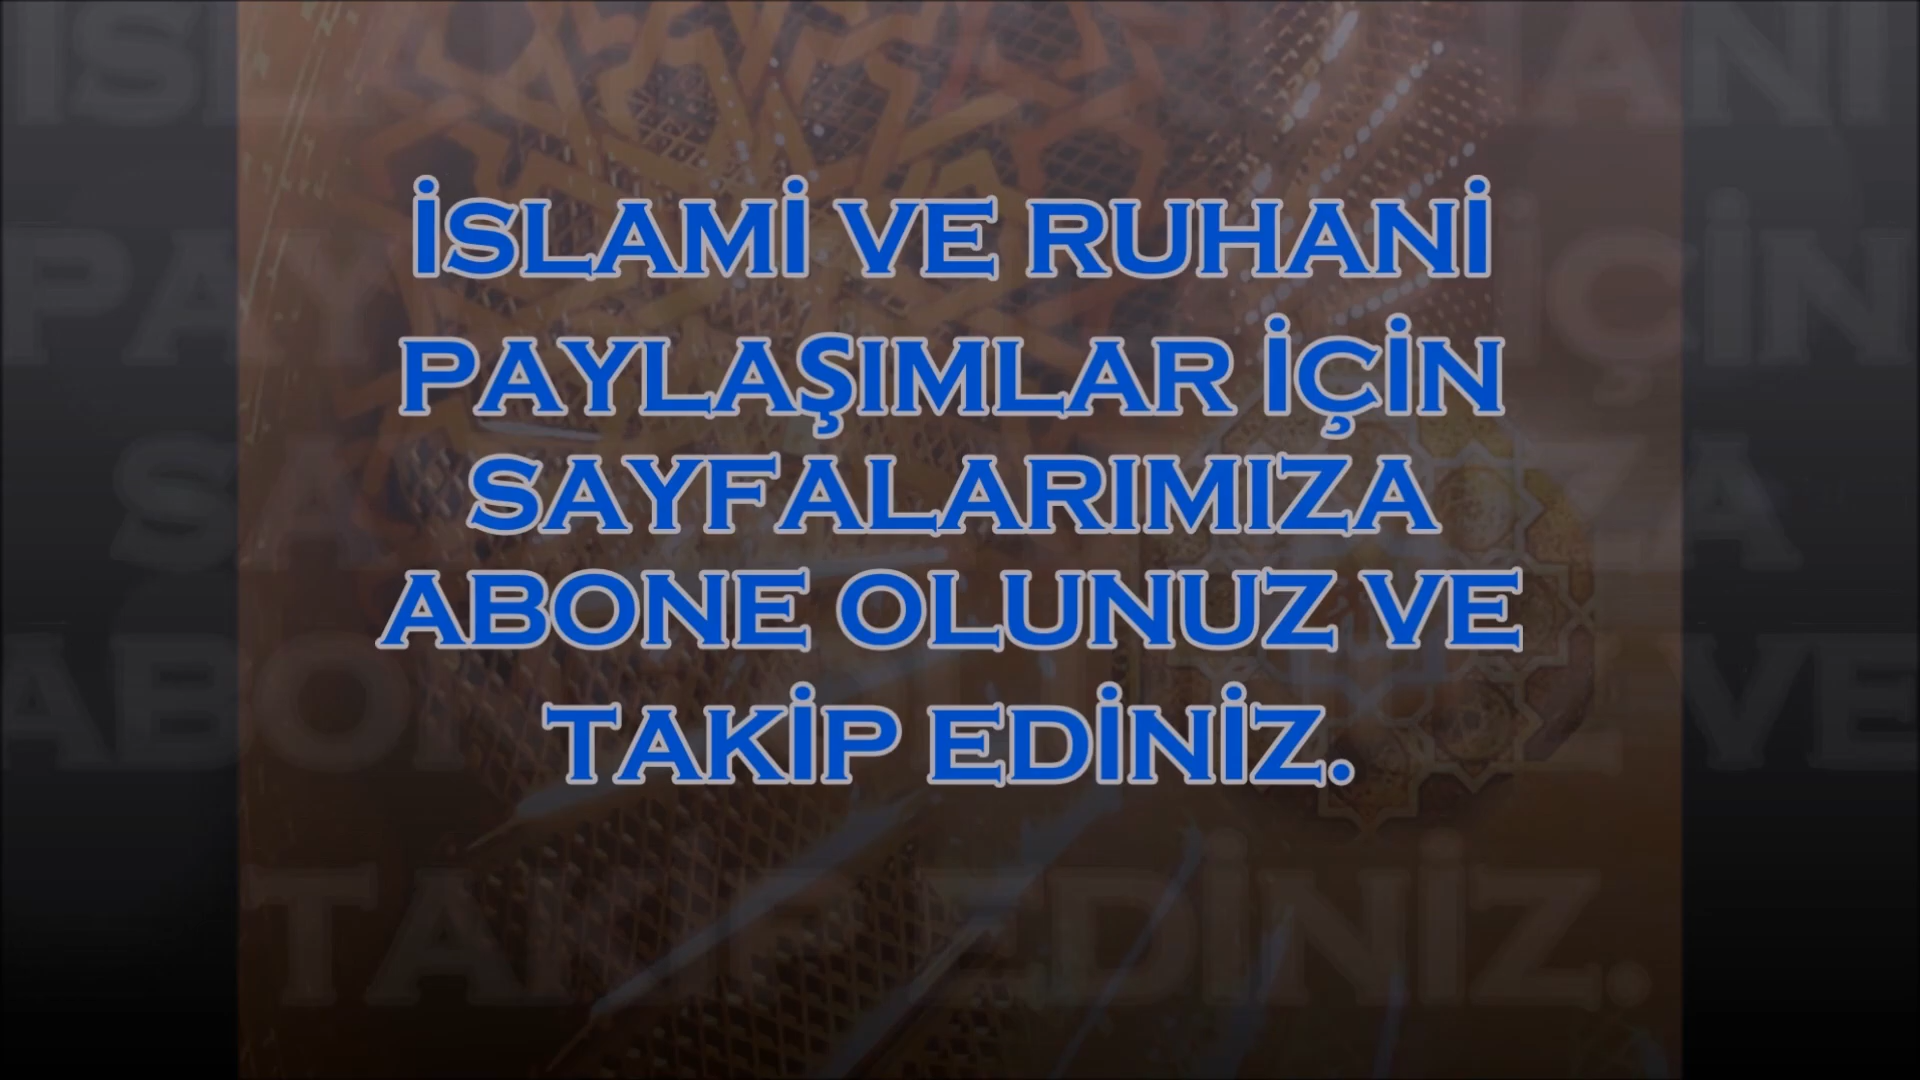 İSLAMİ VE RUHANİ
PAYLAŞIMLAR İÇİN
SAYFALARIMIZA
ABONE OLUNUZ VE
TAKİP EDİNİZ.